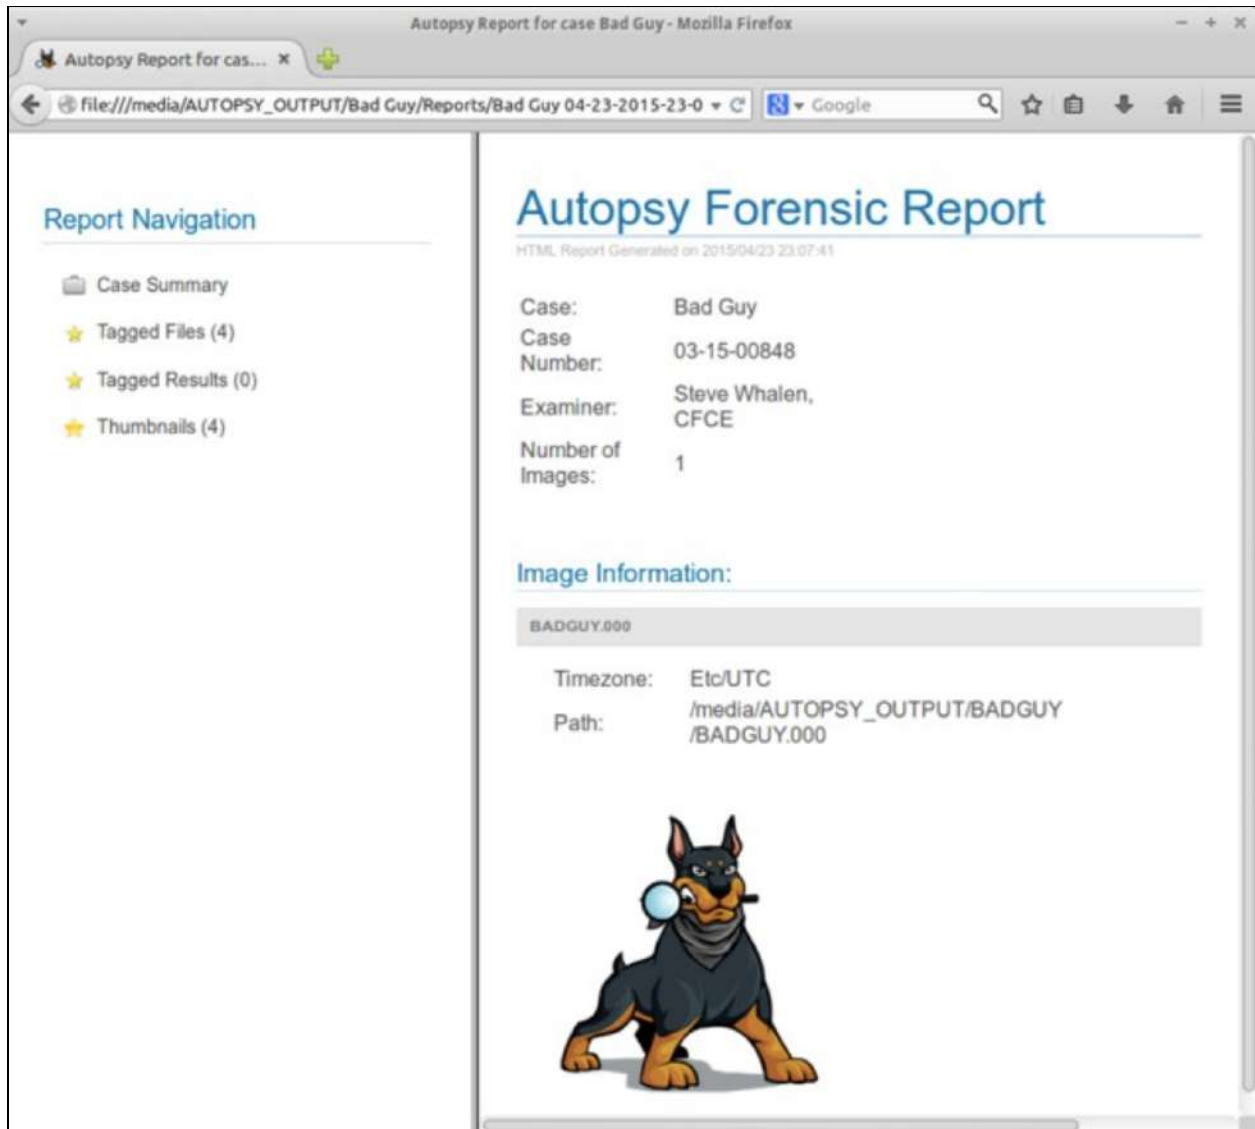 Autopsy Report for case Bad Guy - Mozilla Firefox
Autopsy Report for cas...
file:///media/AUTOPSY_OUTPUT/Bad Guy/Reports/Bad Guy 04-23-2015-23-0
Google
Report Navigation
Case Summary
Tagged Files (4)
Tagged Results (0)
Thumbnails (4)
Autopsy Forensic Report
HTML Report Generated on 2015/04/23 23:07:41
Case: Bad Guy
Case
Number: 03-15-00848
Examiner: Steve Whalen,
CFCE
Number of
Images: 1
Image Information:
BADGUY.000
Timezone: Etc/UTC
Path: /media/AUTOPSY_OUTPUT/BADGUY
/BADGUY.000